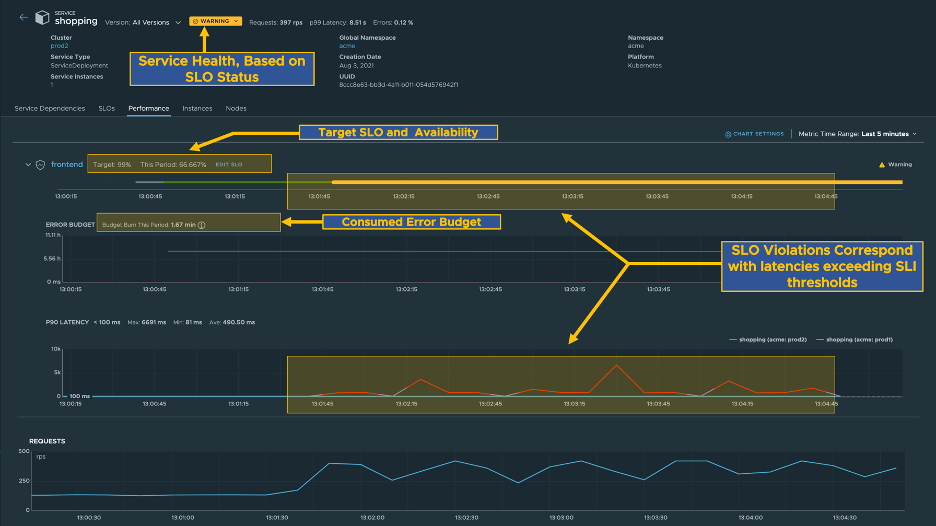 SERVICE
shopping
Version: All Versions
WARNING
Requests: 397 rps p99 Latency: 8.51 s Errors: 0.12 %
Cluster
prod2
Global Namespace
acme
Namespace
acme
Service Type
ServiceDeployment
Creation Date
Aug 3, 2021
Platform
Kubernetes
Service Instances
1
UUID
8ccc8e63-bb3d-4a11-b011-054d576942f1
Service Health, Based on
SLO Status
Service Dependencies SLOs Performance Instances Nodes
Target SLO and Availability
CHART SETTINGS Metric Time Range: Last 5 minutes
frontend Target: 99% This Period: 66.667% EDIT SLO
Warning
13:00:15 13:00:45 13:01:15 13:01:45 13:02:15 13:02:45 13:03:15 13:03:45 13:04:15 13:04:45
ERROR BUDGET Budget Burn This Period: 1.67 min
Consumed Error Budget
11.11 h
5.56 h
0 ms
13:00:15 13:00:45 13:01:15 13:01:45 13:02:15 13:02:45 13:03:15 13:03:45
SLO Violations Correspond
with latencies exceeding SLI
thresholds
P90 LATENCY < 100 ms Max: 6691 ms Min: 81 ms Ave: 490.50 ms
shopping (acme: prod2) shopping (acme: prod1)
10k
5k
0
100 ms
13:00:15 13:00:45 13:01:15 13:01:45 13:02:15 13:02:45 13:03:15 13:03:45 13:04:15 13:04:45
REQUESTS
500
rps
250
0
13:00:30 13:01:00 13:01:30 13:02:00 13:02:30 13:03:00 13:03:30 13:04:00 13:04:30